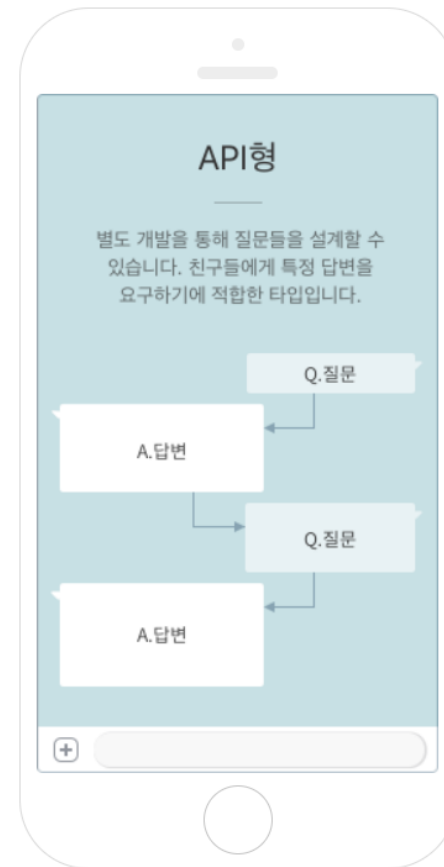 API형
별도 개발을 통해 질문들을 설계할 수
있습니다. 친구들에게 특정 답변을
요구하기에 적합한 타입입니다.
Q.질문
A.답변
Q.질문
A.답변